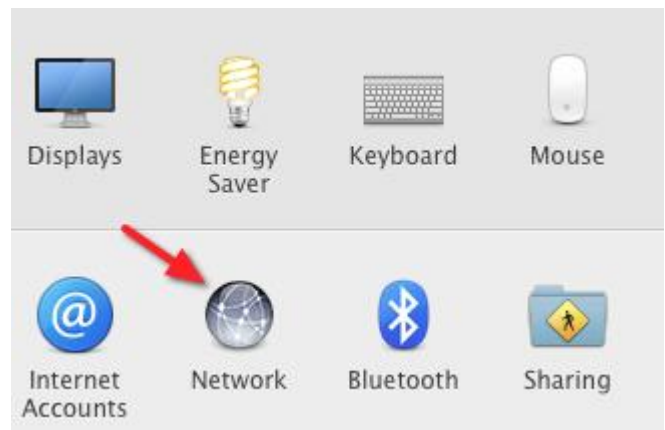 Displays
Energy
Saver
Keyboard
Mouse
Internet
Accounts
Network
Bluetooth
Sharing